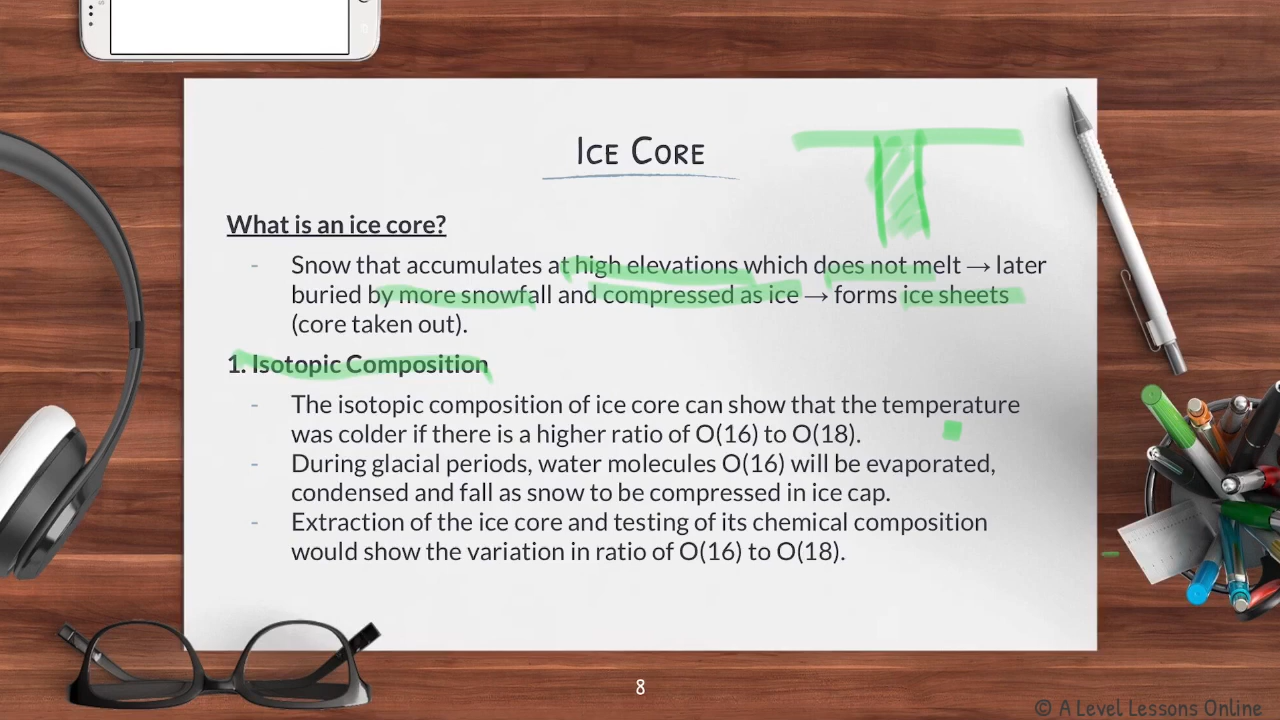 Ice Core
What is an ice core?
- Snow that accumulates at high elevations which does not melt → later
buried by more snowfall and compressed as ice → forms ice sheets
(core taken out).
1. Isotopic Composition
- The isotopic composition of ice core can show that the temperature
was colder if there is a higher ratio of O(16) to O(18).
- During glacial periods, water molecules O(16) will be evaporated,
condensed and fall as snow to be compressed in ice cap.
- Extraction of the ice core and testing of its chemical composition
would show the variation in ratio of O(16) to O(18).
8
© A Level Lessons Online